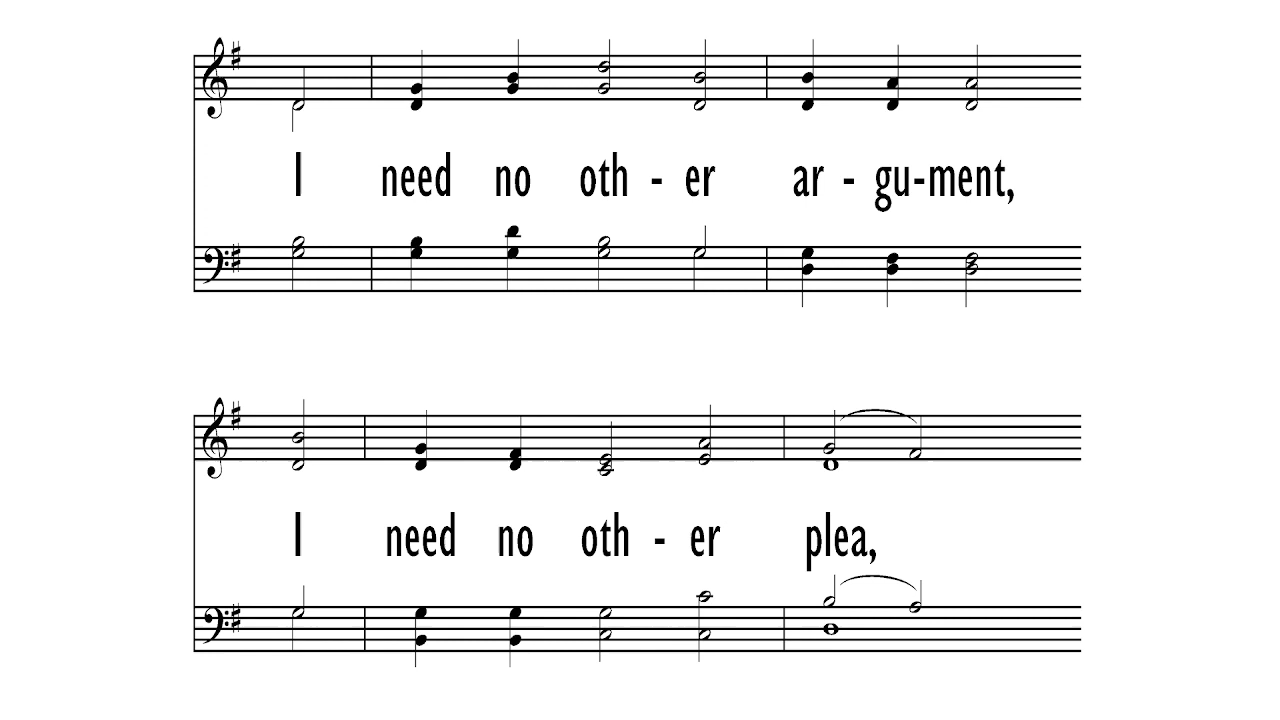 I need no oth - er ar - gu-ment,
I need no oth - er plea,